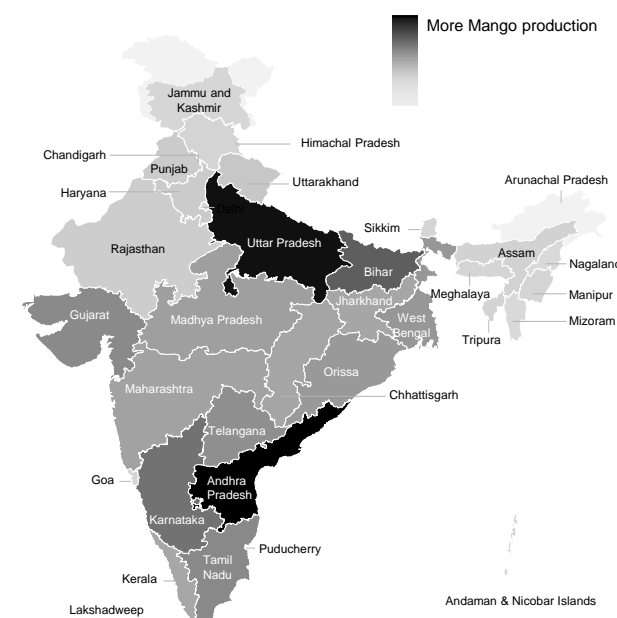 More Mango production
Jammu and
Kashmir
Himachal Pradesh
Chandigarh
Punjab
Uttarakhand
Arunachal Pradesh
Haryana
Delhi
Sikkim
Uttar Pradesh
Rajasthan
Assam
Nagaland
Bihar
Meghalaya
Manipur
Jharkhand
Gujarat
Madhya Pradesh
West
Bengal
Mizoram
Tripura
Orissa
Maharashtra
Chhattisgarh
Telangana
Goa
Andhra
Pradesh
Karnataka
Puducherry
Tamil
Nadu
Kerala
Andaman & Nicobar Islands
Lakshadweep